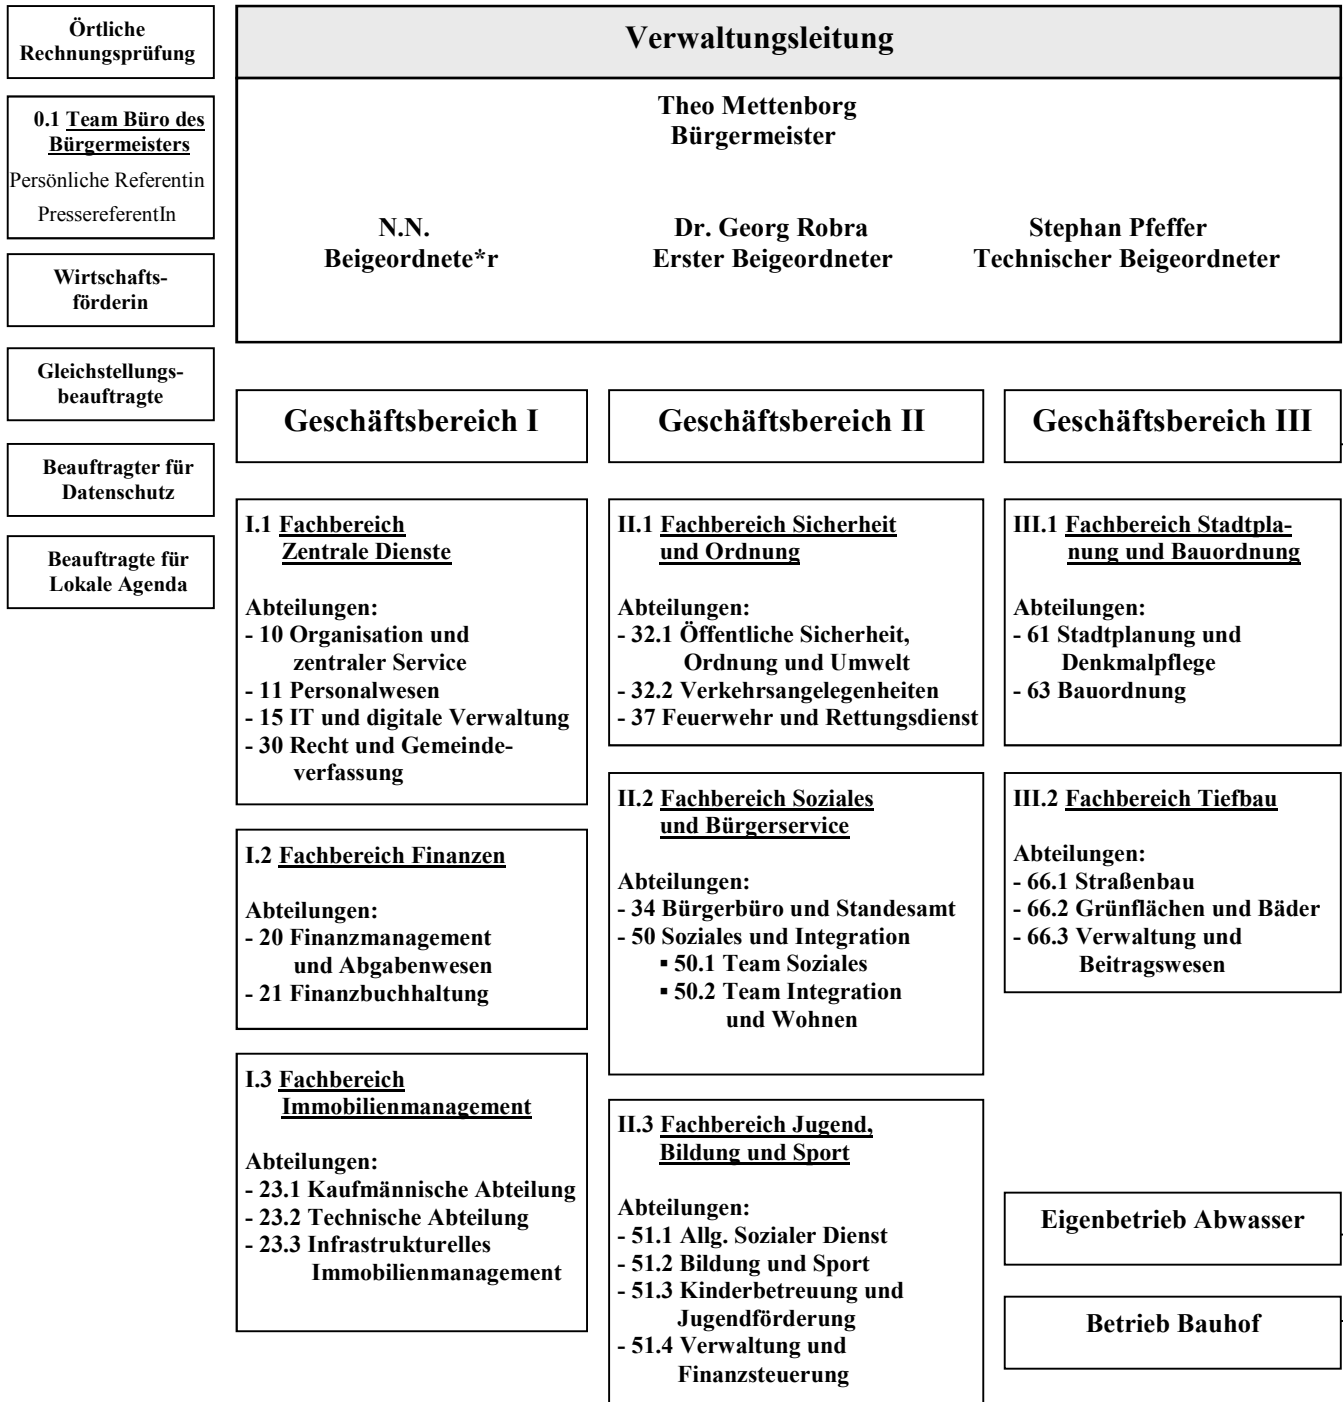 Örtliche
Rechnungsprüfung
0.1 Team Büro des
Bürgermeisters
Persönliche Referentin
PressereferentIn
Wirtschafts-
förderin
Gleichstellungs-
beauftragte
Beauftragter für
Datenschutz
Beauftragte für
Lokale Agenda
Verwaltungsleitung
Theo Mettenborg
Bürgermeister
N.N.
Beigeordnete*r
Dr. Georg Robra
Erster Beigeordneter
Stephan Pfeffer
Technischer Beigeordneter
Geschäftsbereich I
I.1 Fachbereich
Zentrale Dienste
Abteilungen:
- 10 Organisation und
zentraler Service
- 11 Personalwesen
- 15 IT und digitale Verwaltung
- 30 Recht und Gemeinde-
verfassung
I.2 Fachbereich Finanzen
Abteilungen:
- 20 Finanzmanagement
und Abgabenwesen
- 21 Finanzbuchhaltung
I.3 Fachbereich
Immobilienmanagement
Abteilungen:
- 23.1 Kaufmännische Abteilung
- 23.2 Technische Abteilung
- 23.3 Infrastrukturelles
Immobilienmanagement
Geschäftsbereich II
II.1 Fachbereich Sicherheit
und Ordnung
Abteilungen:
- 32.1 Öffentliche Sicherheit,
Ordnung und Umwelt
- 32.2 Verkehrsangelegenheiten
- 37 Feuerwehr und Rettungsdienst
II.2 Fachbereich Soziales
und Bürgerservice
Abteilungen:
- 34 Bürgerbüro und Standesamt
- 50 Soziales und Integration
▪ 50.1 Team Soziales
▪ 50.2 Team Integration
und Wohnen
II.3 Fachbereich Jugend,
Bildung und Sport
Abteilungen:
- 51.1 Allg. Sozialer Dienst
- 51.2 Bildung und Sport
- 51.3 Kinderbetreuung und
Jugendförderung
- 51.4 Verwaltung und
Finanzsteuerung
Geschäftsbereich III
III.1 Fachbereich Stadtpla-
nung und Bauordnung
Abteilungen:
- 61 Stadtplanung und
Denkmalpflege
- 63 Bauordnung
III.2 Fachbereich Tiefbau
Abteilungen:
- 66.1 Straßenbau
- 66.2 Grünflächen und Bäder
- 66.3 Verwaltung und
Beitragswesen
Eigenbetrieb Abwasser
Betrieb Bauhof